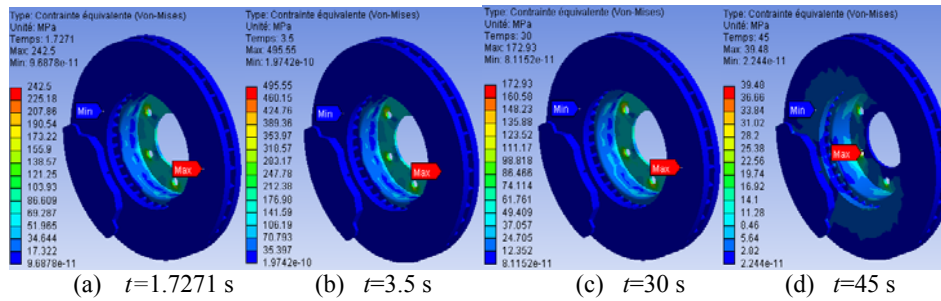 Type: Contrainte équivalente (Von-Mises)
Unité: MPa
Temps: 1.7271
Max: 242.5
Min: 9.6878e-11
242.5
225.18
207.86
190.54
173.22
155.9
138.57
121.25
103.93
86.609
69.287
51.965
34.644
17.322
9.6878e-11
Min
Max
(a) t=1.7271 s
Type: Contrainte équivalente (Von-Mises)
Unité: MPa
Temps: 3.5
Max: 495.55
Min: 1.9742e-10
495.55
460.15
424.76
389.36
353.97
318.57
283.17
247.78
212.38
176.98
141.59
106.19
70.793
35.397
1.9742e-10
Min
Max
(b) t=3.5 s
Type: Contrainte équivalente (Von-Mises)
Unité: MPa
Temps: 30
Max: 172.93
Min: 8.1152e-11
172.93
160.58
148.23
135.88
123.52
111.17
98.818
86.466
74.114
61.761
49.409
37.057
24.705
12.352
8.1152e-11
Min
Max
(c) t=30 s
Type: Contrainte équivalente (Von-Mises)
Unité: MPa
Temps: 45
Max: 39.48
Min: 2.244e-11
39.48
36.66
33.84
31.02
28.2
25.38
22.56
19.74
16.92
14.1
11.28
8.46
5.64
2.82
2.244e-11
Min
Max
(d) t=45 s